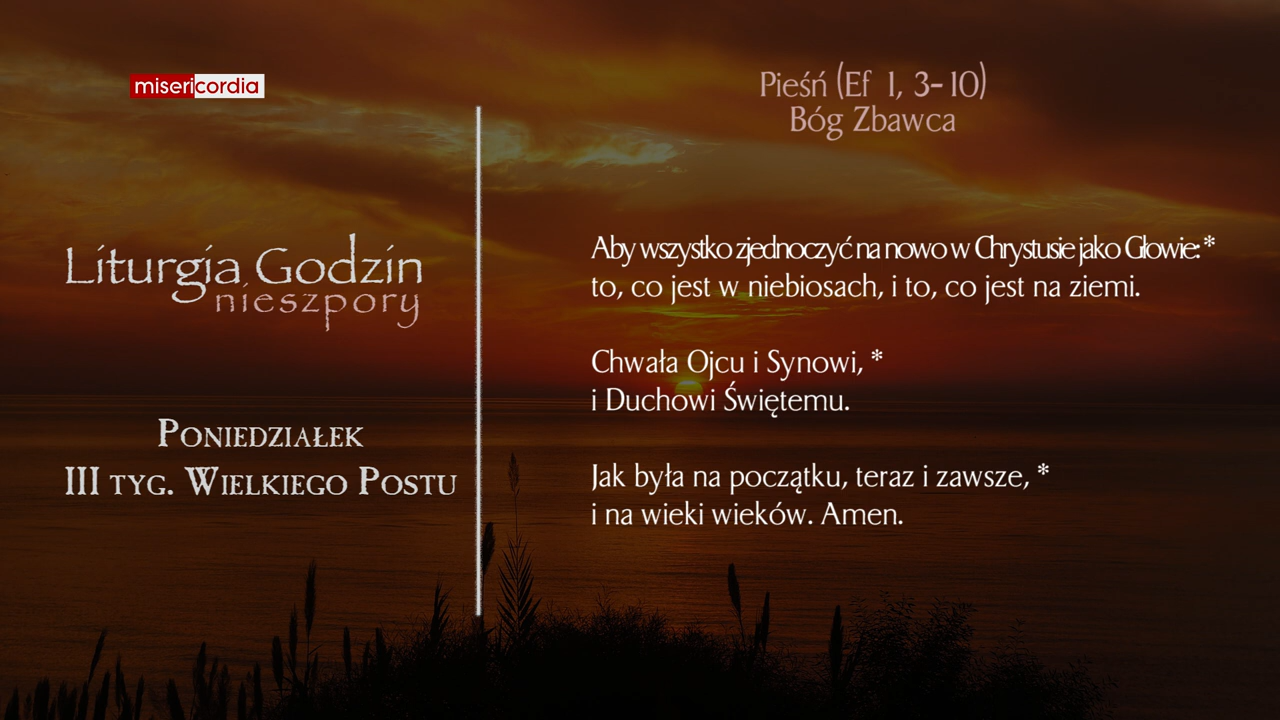 misericordia
Liturgia Godzin
nieszpory
Poniedziałek
III tyg. Wielkiego Postu
Pieśń (Ef 1, 3-10)
Bóg Zbawca
Aby wszystko zjednoczyć na nowo w Chrystusie jako Głowie: *
to, co jest w niebiosach, i to, co jest na ziemi.
Chwała Ojcu i Synowi, *
i Duchowi Świętemu.
Jak była na początku, teraz i zawsze, *
i na wieki wieków. Amen.